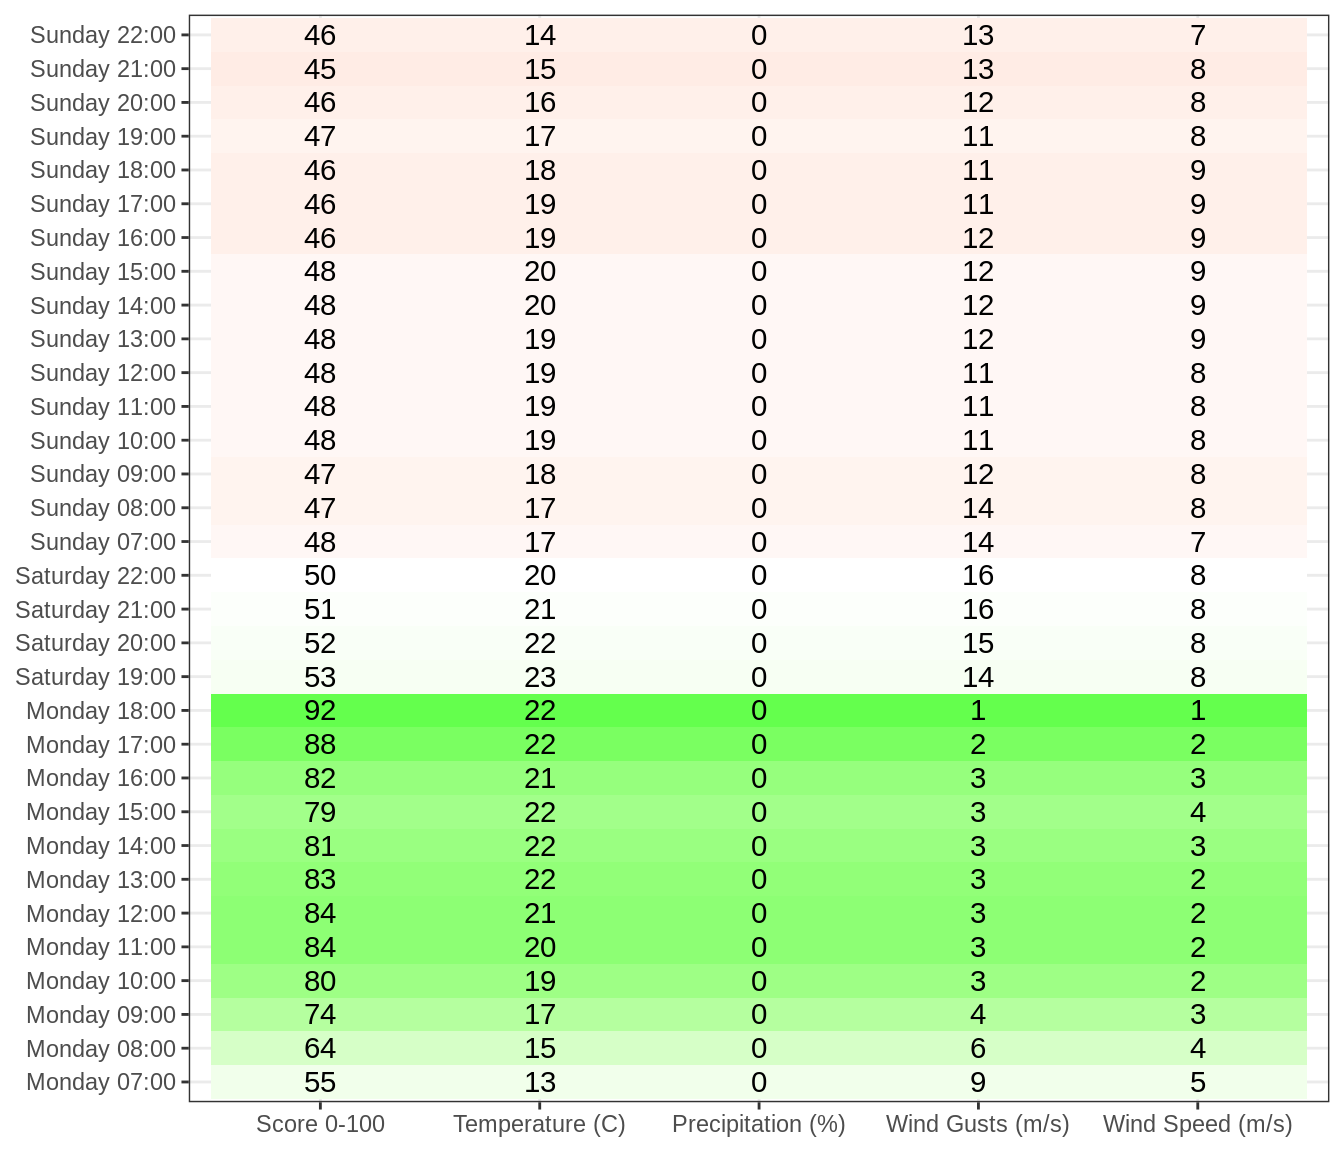 Sunday 22:00 46 14 0 13 7
Sunday 21:00 45 15 0 13 8
Sunday 20:00 46 16 0 12 8
Sunday 19:00 47 17 0 11 8
Sunday 18:00 46 18 0 11 9
Sunday 17:00 46 19 0 11 9
Sunday 16:00 46 19 0 12 9
Sunday 15:00 48 20 0 12 9
Sunday 14:00 48 20 0 12 9
Sunday 13:00 48 19 0 12 9
Sunday 12:00 48 19 0 11 8
Sunday 11:00 48 19 0 11 8
Sunday 10:00 48 19 0 11 8
Sunday 09:00 47 18 0 12 8
Sunday 08:00 47 17 0 14 8
Sunday 07:00 48 17 0 14 7
Saturday 22:00 50 20 0 16 8
Saturday 21:00 51 21 0 16 8
Saturday 20:00 52 22 0 15 8
Saturday 19:00 53 23 0 14 8
Monday 18:00 92 22 0 1 1
Monday 17:00 88 22 0 2 2
Monday 16:00 82 21 0 3 3
Monday 15:00 79 22 0 3 4
Monday 14:00 81 22 0 3 3
Monday 13:00 83 22 0 3 2
Monday 12:00 84 21 0 3 2
Monday 11:00 84 20 0 3 2
Monday 10:00 80 19 0 3 2
Monday 09:00 74 17 0 4 3
Monday 08:00 64 15 0 6 4
Monday 07:00 55 13 0 9 5
Score 0-100 Temperature (C) Precipitation (%) Wind Gusts (m/s) Wind Speed (m/s)